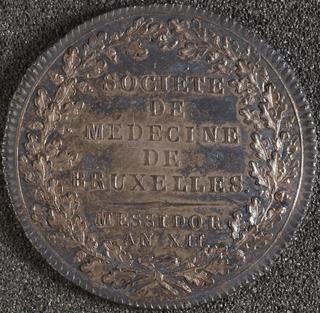 SOCIETE
DE
MEDECINE
DE
BRUXELLES.
MESSIDOR
AN XII